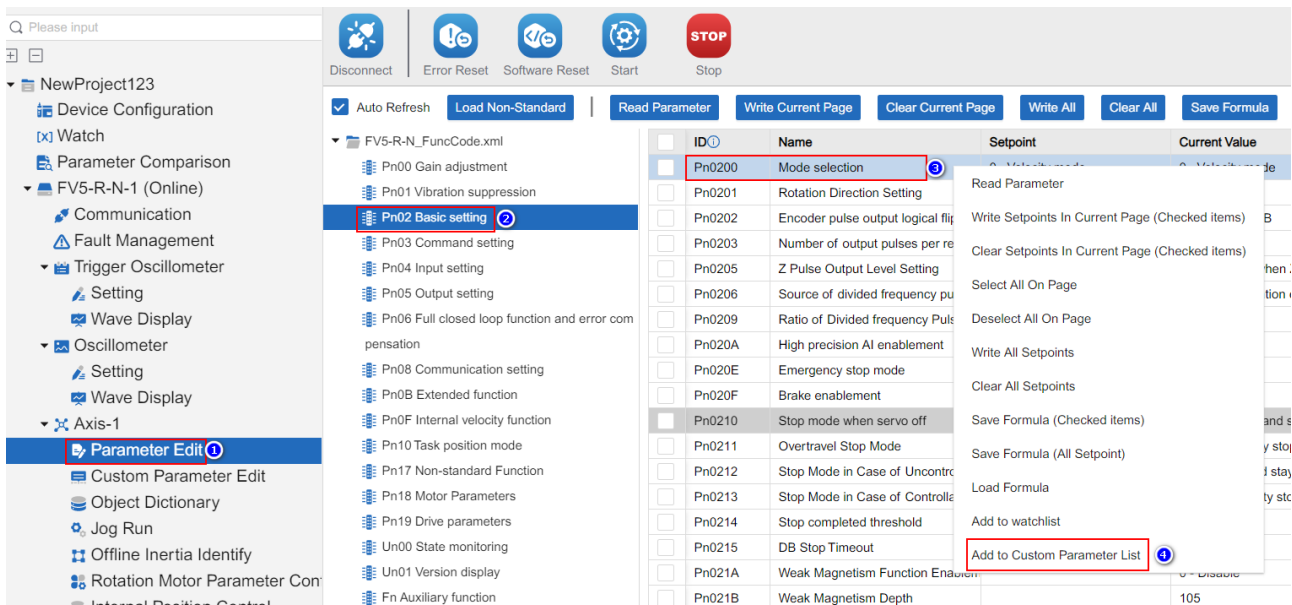 Please input
NewProject123
Device Configuration
[x] Watch
Parameter Comparison
FV5-R-N-1 (Online)
Communication
Fault Management
Trigger Oscillometer
Setting
Wave Display
Oscillometer
Setting
Wave Display
Axis-1
Parameter Edit 1
Custom Parameter Edit
Object Dictionary
Jog Run
Offline Inertia Identify
Rotation Motor Parameter Con
STOP
Disconnect Error Reset Software Reset Start Stop
Auto Refresh Load Non-Standard Read Parameter Write Current Page Clear Current Page Write All Clear All Save Formula
FV5-R-N_FuncCode.xml
Pn00 Gain adjustment
Pn01 Vibration suppression
Pn02 Basic setting 2
Pn03 Command setting
Pn04 Input setting
Pn05 Output setting
Pn06 Full closed loop function and error com
pensation
Pn08 Communication setting
Pn0B Extended function
Pn0F Internal velocity function
Pn10 Task position mode
Pn17 Non-standard Function
Pn18 Motor Parameters
Pn19 Drive parameters
Un00 State monitoring
Un01 Version display
Fn Auxiliary function
ID Name Setpoint Current Value
Pn0200 Mode selection 3
Pn0201 Rotation Direction Setting
Pn0202 Encoder pulse output logical flip B
Pn0203 Number of output pulses per re
Pn0205 Z Pulse Output Level Setting hen
Pn0206 Source of divided frequency pu tion
Pn0209 Ratio of Divided frequency Puls
Pn020A High precision AI enablement
Pn020E Emergency stop mode
Pn020F Brake enablement
Pn0210 Stop mode when servo off and s
Pn0211 Overtravel Stop Mode y stop
Pn0212 Stop Mode in Case of Uncontro d stay
Pn0213 Stop Mode in Case of Controlla ty sto
Pn0214 Stop completed threshold
Pn0215 DB Stop Timeout
Pn021A Weak Magnetism Function Enablen 0 - Disable
Pn021B Weak Magnetism Depth 105
Read Parameter
Write Setpoints In Current Page (Checked items)
Clear Setpoints In Current Page (Checked items)
Select All On Page
Deselect All On Page
Write All Setpoints
Clear All Setpoints
Save Formula (Checked items)
Save Formula (All Setpoint)
Load Formula
Add to watchlist
Add to Custom Parameter List 4